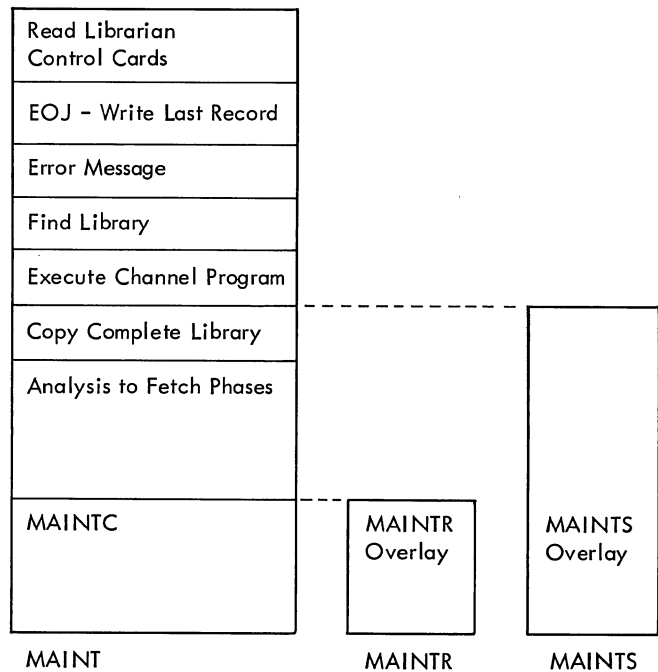 Read Librarian
Control Cards
EOJ - Write Last Record
Error Message
Find Library
Execute Channel Program
Copy Complete Library
Analysis to Fetch Phases
MAINTC
MAINTR
Overlay
MAINTS
Overlay
MAINT
MAINTR
MAINTS